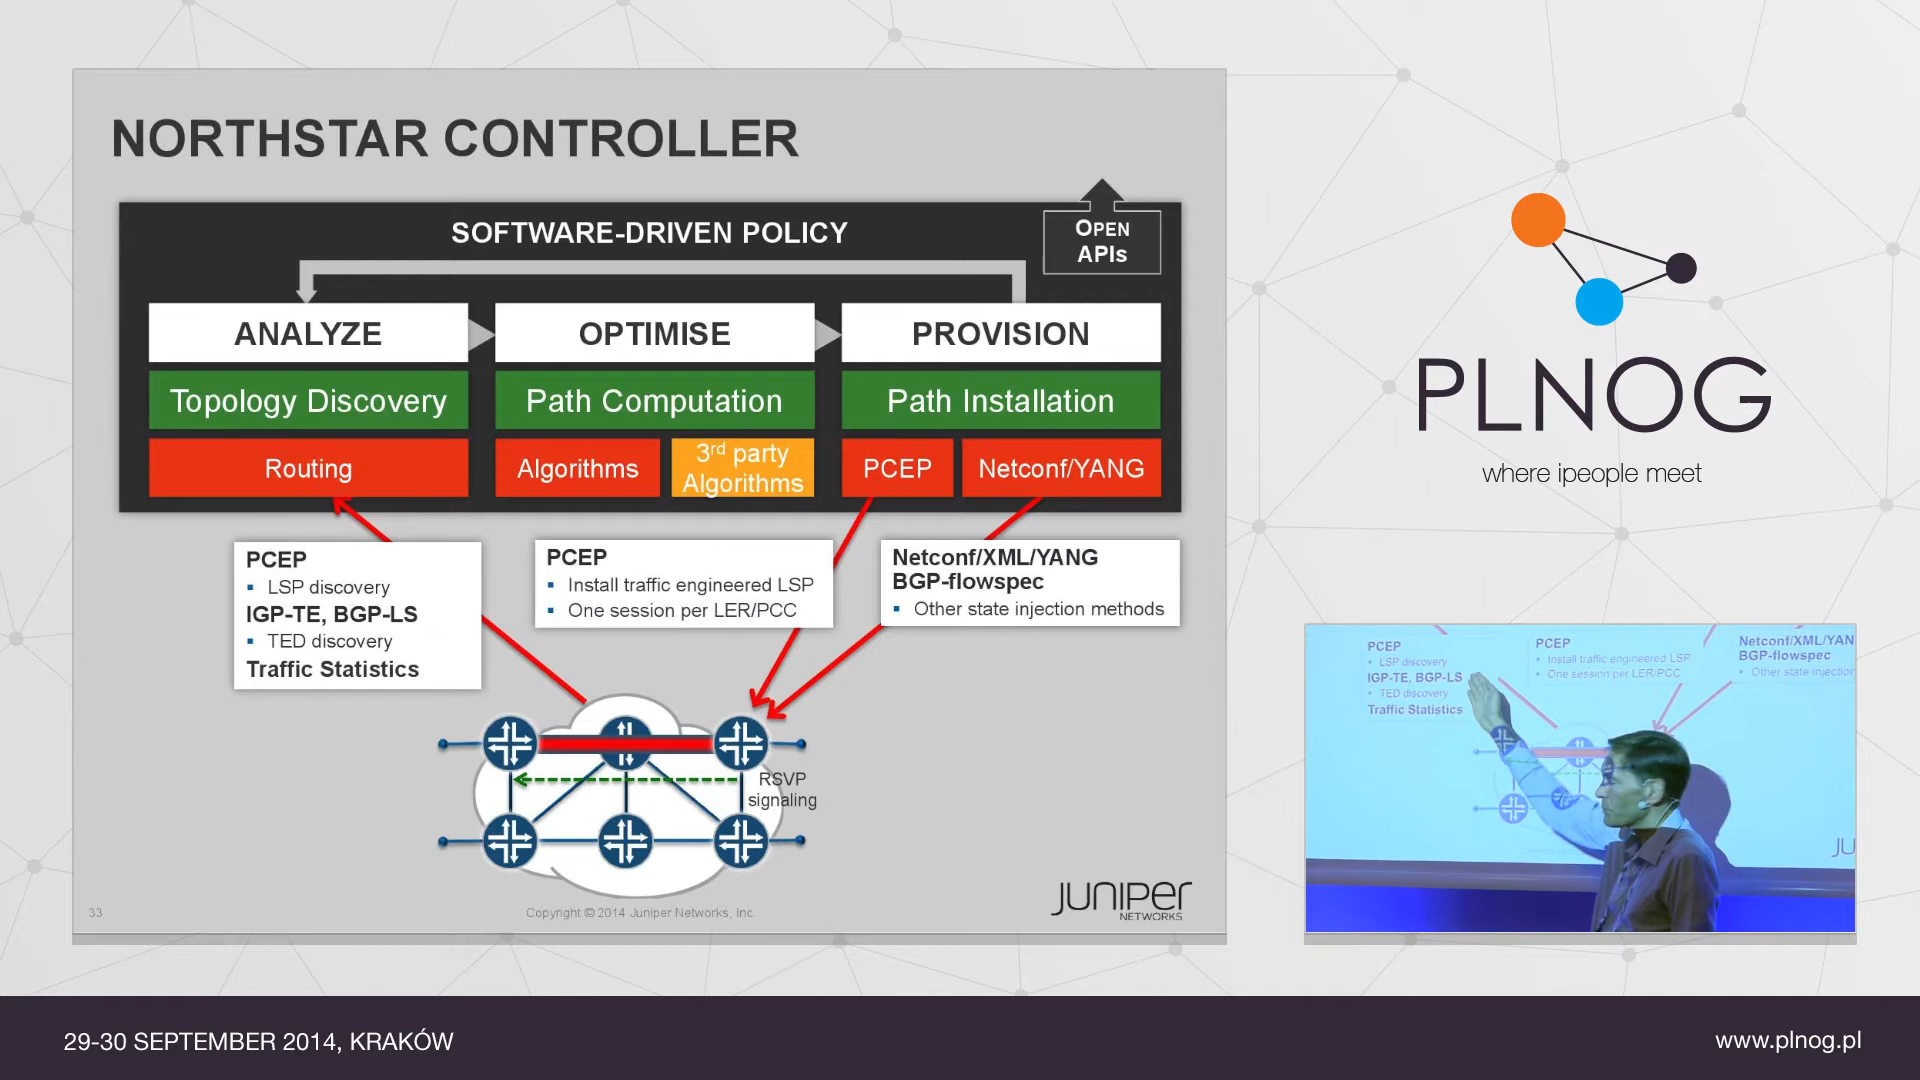 NORTHSTAR CONTROLLER
SOFTWARE-DRIVEN POLICY
OPEN
APIs
ANALYZE
OPTIMISE
PROVISION
Topology Discovery
Path Computation
Path Installation
Routing
Algorithms
3rd party
Algorithms
PCEP
Netconf/YANG
PCEP
▪ LSP discovery
IGP-TE, BGP-LS
▪ TED discovery
Traffic Statistics
PCEP
▪ Install traffic engineered LSP
▪ One session per LER/PCC
Netconf/XML/YANG
BGP-flowspec
▪ Other state injection methods
RSVP
signaling
33
Copyright © 2014 Juniper Networks, Inc.
JUNIPER
NETWORKS
PLNOG
where ipeople meet
PCEP
• LSP discovery
IGP-TE, BGP-LS
• TED discovery
Traffic Statistics
PCEP
• Install traffic engineered LSP
• One session per LER/PCC
Netconf/XML/YAN
BGP-flowspec
• Other state injection
JU
29-30 SEPTEMBER 2014, KRAKÓW
www.plnog.pl